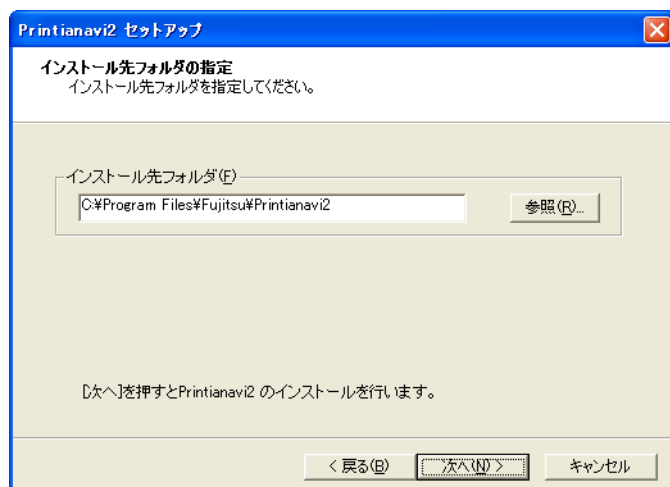 Printianavi2 セットアップ
インストール先フォルダの指定
インストール先フォルダを指定してください。
インストール先フォルダ(F)
C:¥Program Files¥Fujitsu¥Printianavi2
参照(R)...
[次へ]を押すとPrintianavi2 のインストールを行います。
< 戻る(B)
次へ(N) >
キャンセル